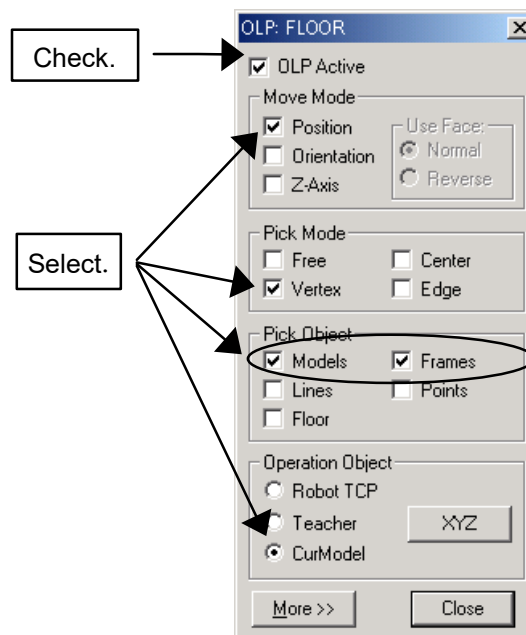 OLP: FLOOR
Check.
OLP Active
Move Mode
Position
Use Face:
Orientation
Normal
Z-Axis
Reverse
Pick Mode
Free Center
Select.
Vertex Edge
Pick Object
Models Frames
Lines Points
Floor
Operation Object
Robot TCP
Teacher XYZ
CurModel
More >> Close